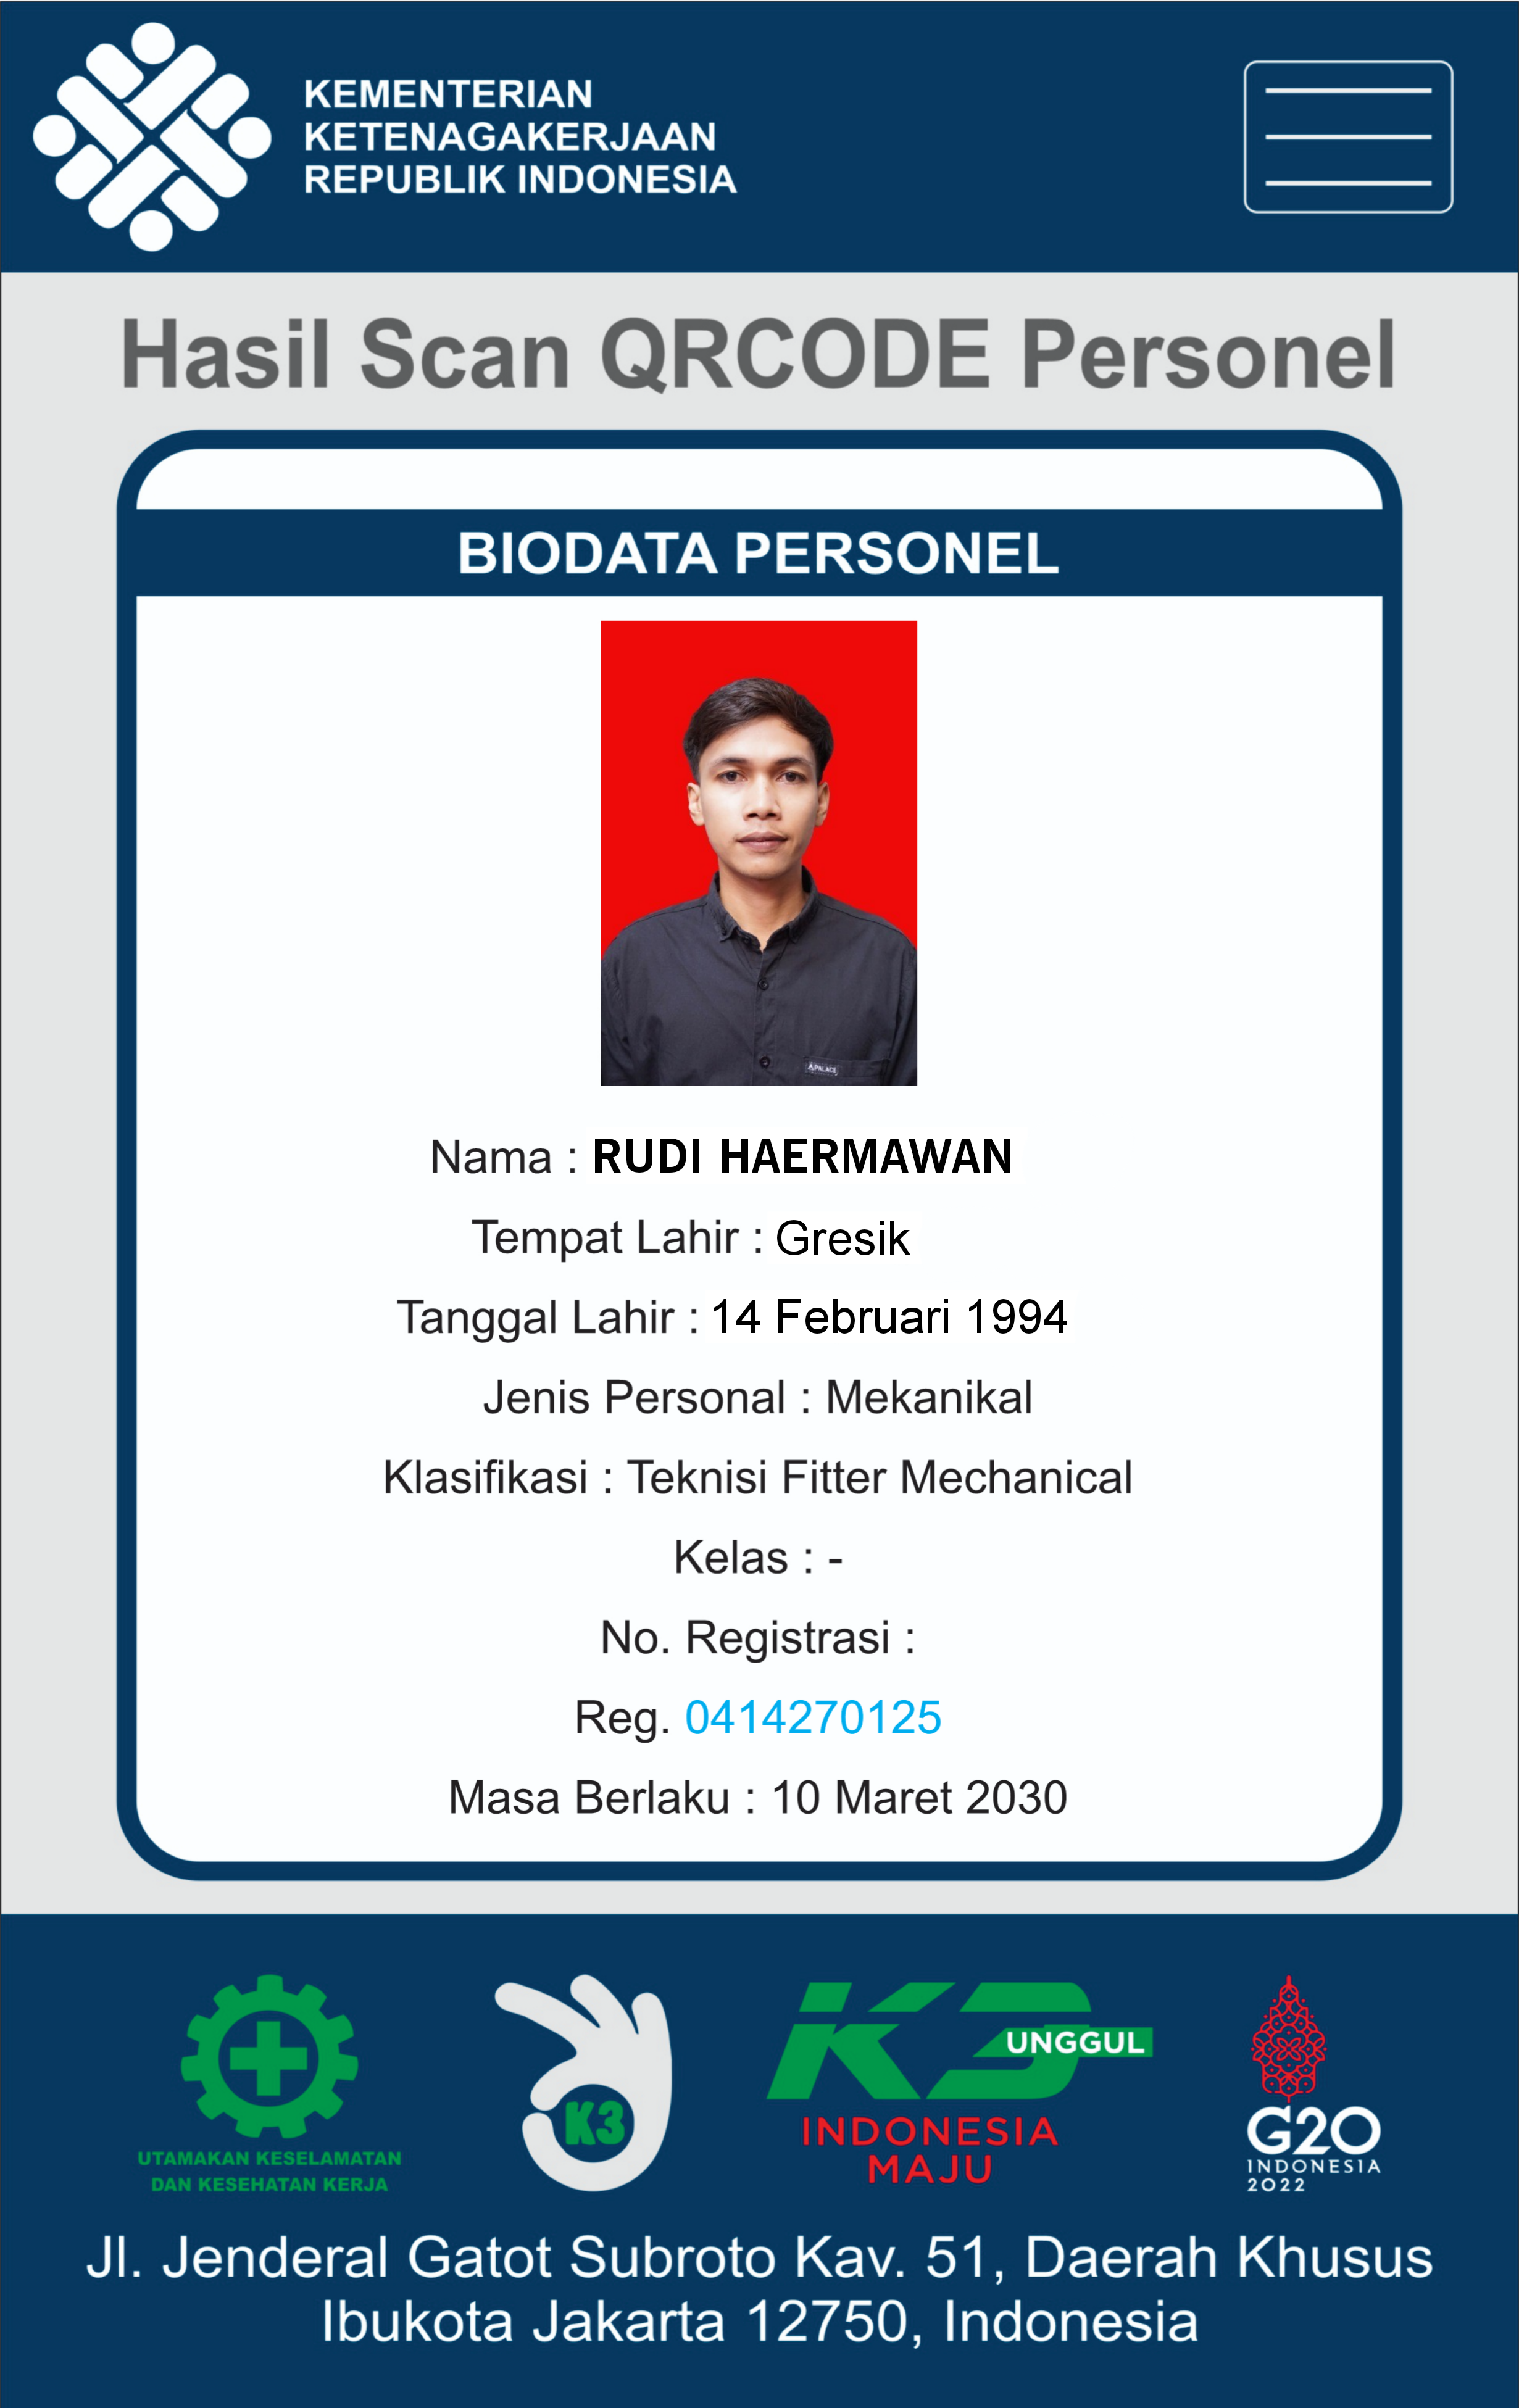 KEMENTERIAN
KETENAGAKERJAAN
REPUBLIK INDONESIA
Hasil Scan QRCODE Personel
BIODATA PERSONEL
PALACE
Nama : RUDI HAERMAWAN
Tempat Lahir : Gresik
Tanggal Lahir : 14 Februari 1994
Jenis Personal : Mekanikal
Klasifikasi : Teknisi Fitter Mechanical
Kelas : -
No. Registrasi :
Reg. 0414270125
Masa Berlaku : 10 Maret 2030
UTAMAKAN KESELAMATAN
DAN KESEHATAN KERJA
K3
K3
UNGGUL
INDONESIA
MAJU
G20
INDONESIA
2022
Jl. Jenderal Gatot Subroto Kav. 51, Daerah Khusus
Ibukota Jakarta 12750, Indonesia